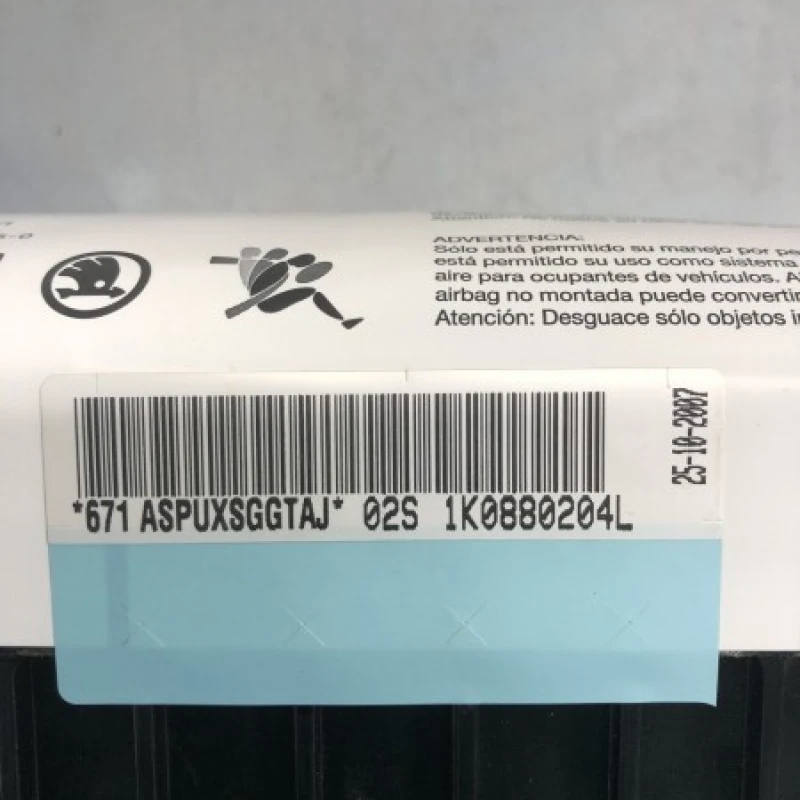 ADVERTENCIA:
Sólo está permitido su manejo por pe
está permitido su uso como sistema
aire para ocupantes de vehículos.
airbag no montada puede convertir
Atención: Desguace sólo objetos i
25-10-2007
*671 ASPUXSGGTAJ* 02S 1K0880204L